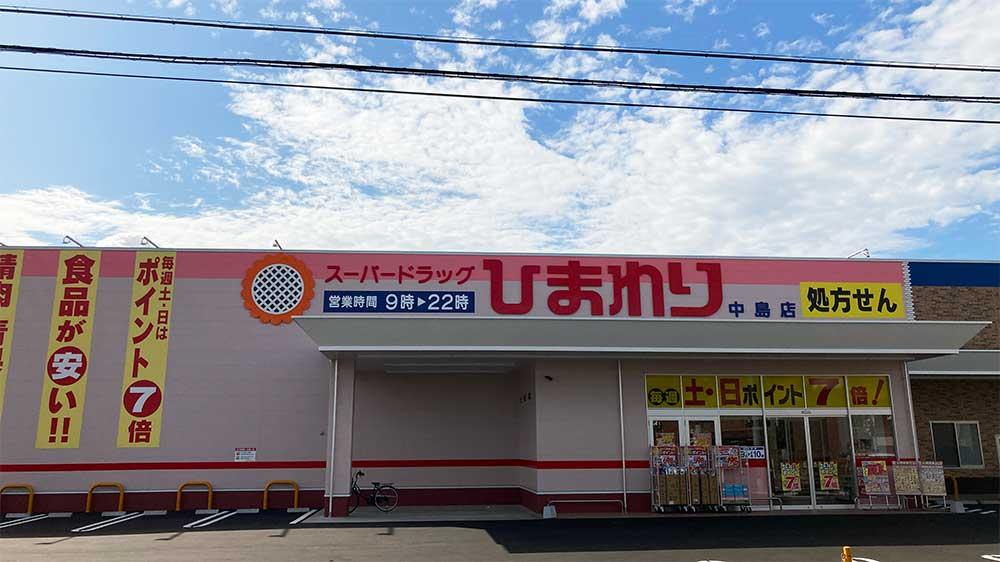 精肉
食品が安い!!
毎週土・日は
ポイント7倍
スーパードラッグ
営業時間 9時▶22時
ひまわり
中島店
処方せん
毎週 土・日ポイント7倍!